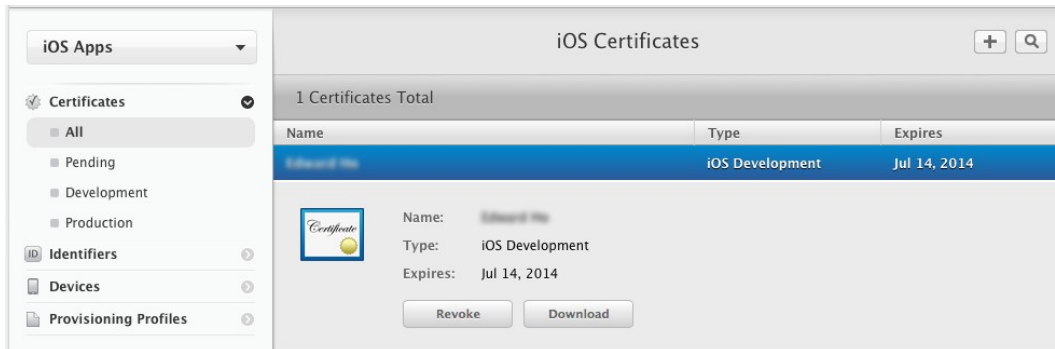 iOS Apps
iOS Certificates
Certificates
1 Certificates Total
All
Name Type Expires
Pending
iOS Development Jul 14, 2014
Development
Production
ID Identifiers
Devices
Provisioning Profiles
Certificate
Name:
Type: iOS Development
Expires: Jul 14, 2014
Revoke Download